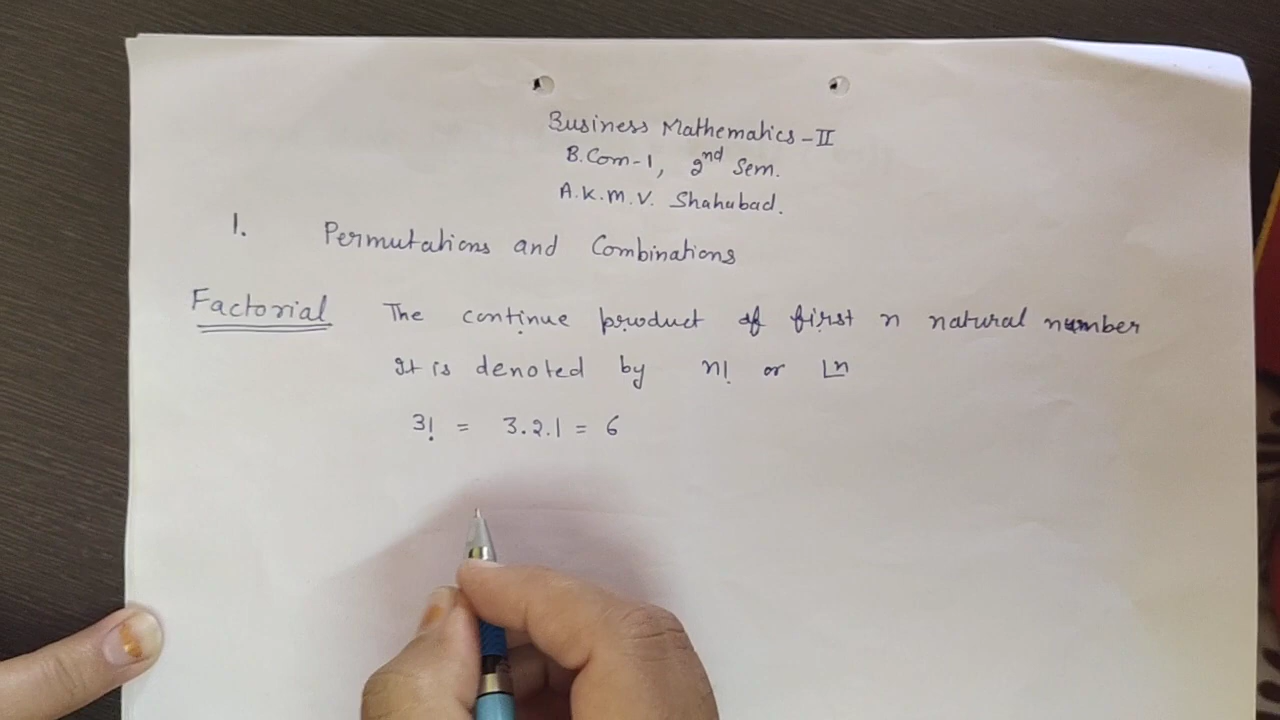 Business Mathematics-II
B.Com-1, 2nd Sem.
A.K.M.V. Shahabad.
1. Permutations and Combinations
Factorial The continue product of first n natural number
It is denoted by n! or ∟n
3! = 3.2.1 = 6